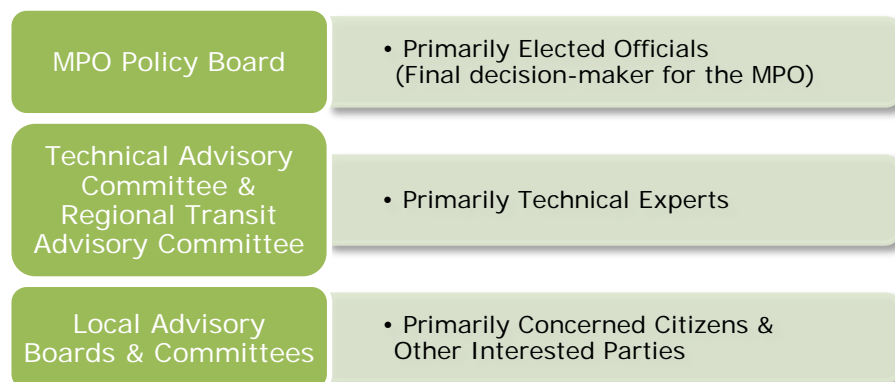 MPO Policy Board
• Primarily Elected Officials
(Final decision-maker for the MPO)
Technical Advisory
Committee &
Regional Transit
Advisory Committee
• Primarily Technical Experts
Local Advisory
Boards & Committees
• Primarily Concerned Citizens &
Other Interested Parties